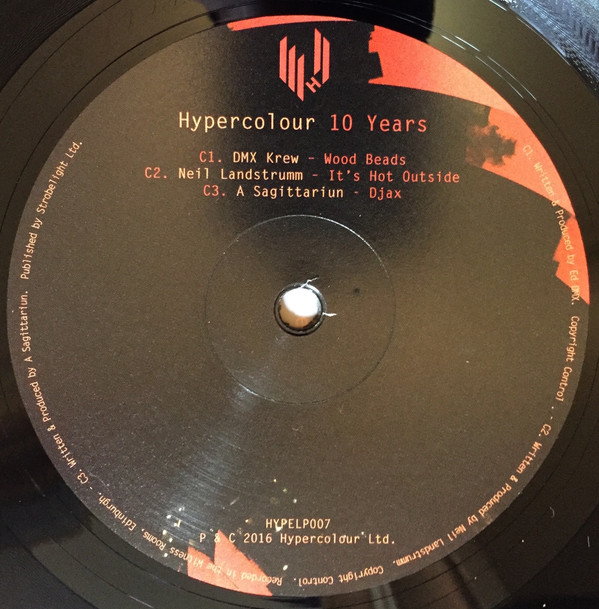 H
Hypercolour 10 Years
C1. DMX Krew - Wood Beads
C2. Neil Landstrumm - It's Hot Outside
C3. A Sagittariun - Djax
HYPELP007
P & C 2016 Hypercolour Ltd.
C1. Written & Produced by Ed DMX. Copyright Control. C2. Written & Produced by Neil Landstrumm. Copyright Control. Recorded in the Witness Rooms, Edinburgh. C3. Written & Produced by A Sagittariun. Published by Strobelight Ltd.